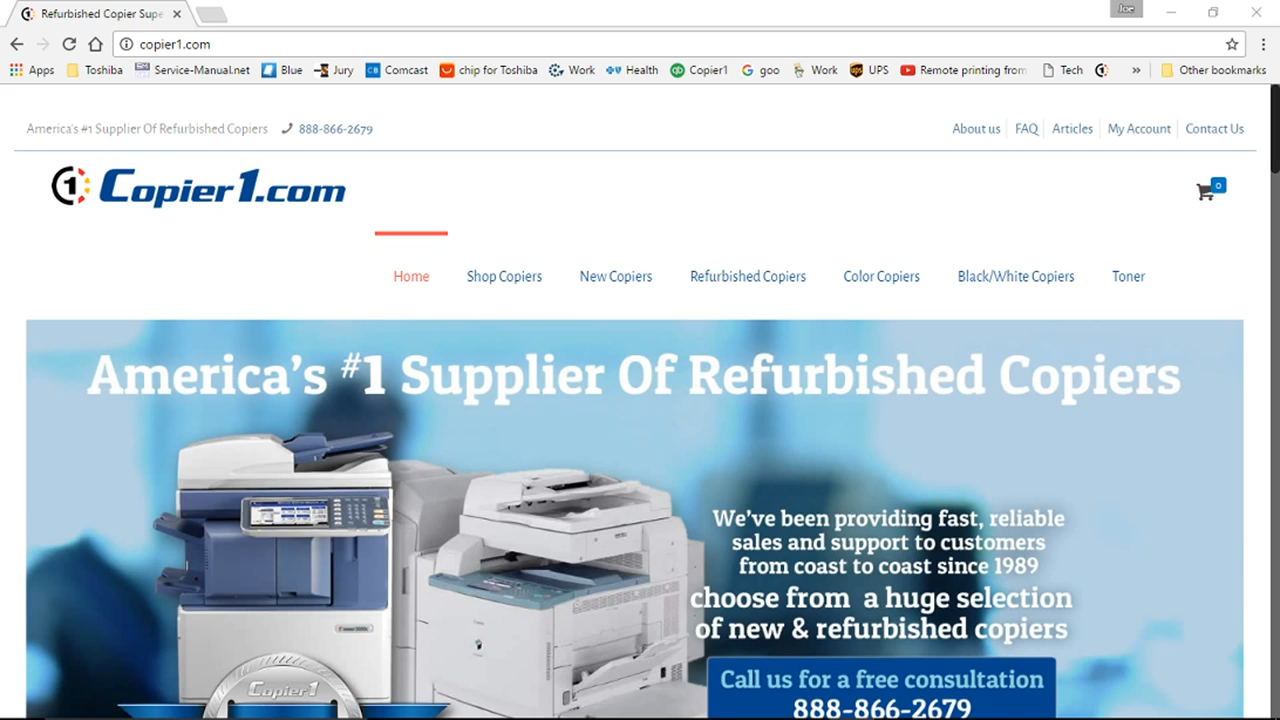 Refurbished Copier Supe
Joe
copier1.com
Apps Toshiba Service-Manual.net Blue Jury Comcast chip for Toshiba Work Health Copier1 goo Work UPS Remote printing from Tech » Other bookmarks
America's #1 Supplier Of Refurbished Copiers 888-866-2679
About us FAQ Articles My Account Contact Us
1 Copier1.com
0
Home Shop Copiers New Copiers Refurbished Copiers Color Copiers Black/White Copiers Toner
America's #1 Supplier Of Refurbished Copiers
We've been providing fast, reliable
sales and support to customers
from coast to coast since 1989
choose from a huge selection
of new & refurbished copiers
Copier1
Call us for a free consultation
888-866-2679